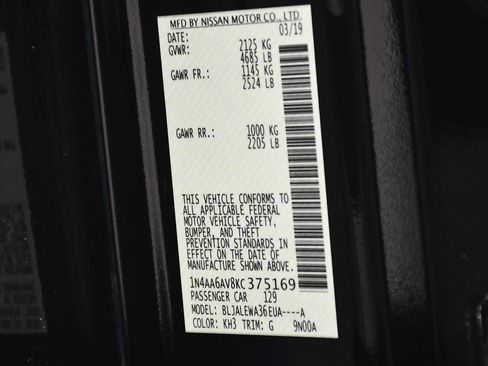 MFD BY NISSAN MOTOR CO., LTD.
DATE: 03/19
GVWR: 2125 KG
4685 LB
GAWR FR.: 1145 KG
2524 LB
GAWR RR.: 1000 KG
2205 LB
THIS VEHICLE CONFORMS TO
ALL APPLICABLE FEDERAL
MOTOR VEHICLE SAFETY,
BUMPER, AND THEFT
PREVENTION STANDARDS IN
EFFECT ON THE DATE OF
MANUFACTURE SHOWN ABOVE.
1N4AA6AV8KC375169
PASSENGER CAR 129
MODEL: BLJALEWA36EUA----A
COLOR: KH3 TRIM: G 9N00A